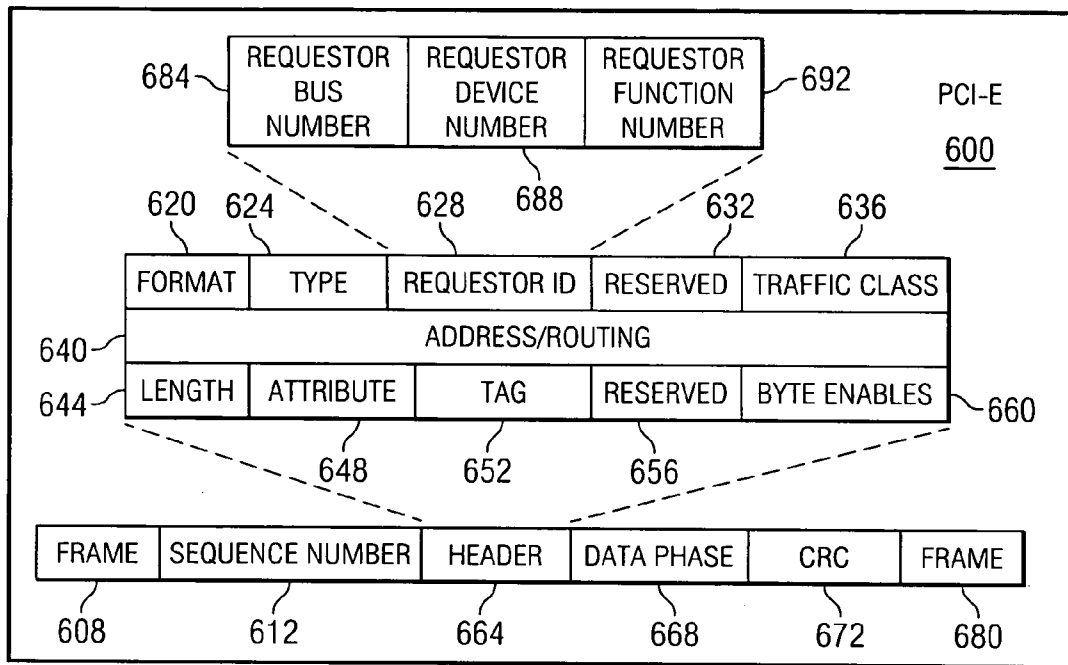 REQUESTOR BUS NUMBER
REQUESTOR DEVICE NUMBER
REQUESTOR FUNCTION NUMBER
684
692
688
PCI-E
600
620
624
628
632
636
FORMAT
TYPE
REQUESTOR ID
RESERVED
TRAFFIC CLASS
640
ADDRESS/ROUTING
644
LENGTH
ATTRIBUTE
TAG
RESERVED
BYTE ENABLES
660
648
652
656
FRAME
SEQUENCE NUMBER
HEADER
DATA PHASE
CRC
FRAME
608
612
664
668
672
680